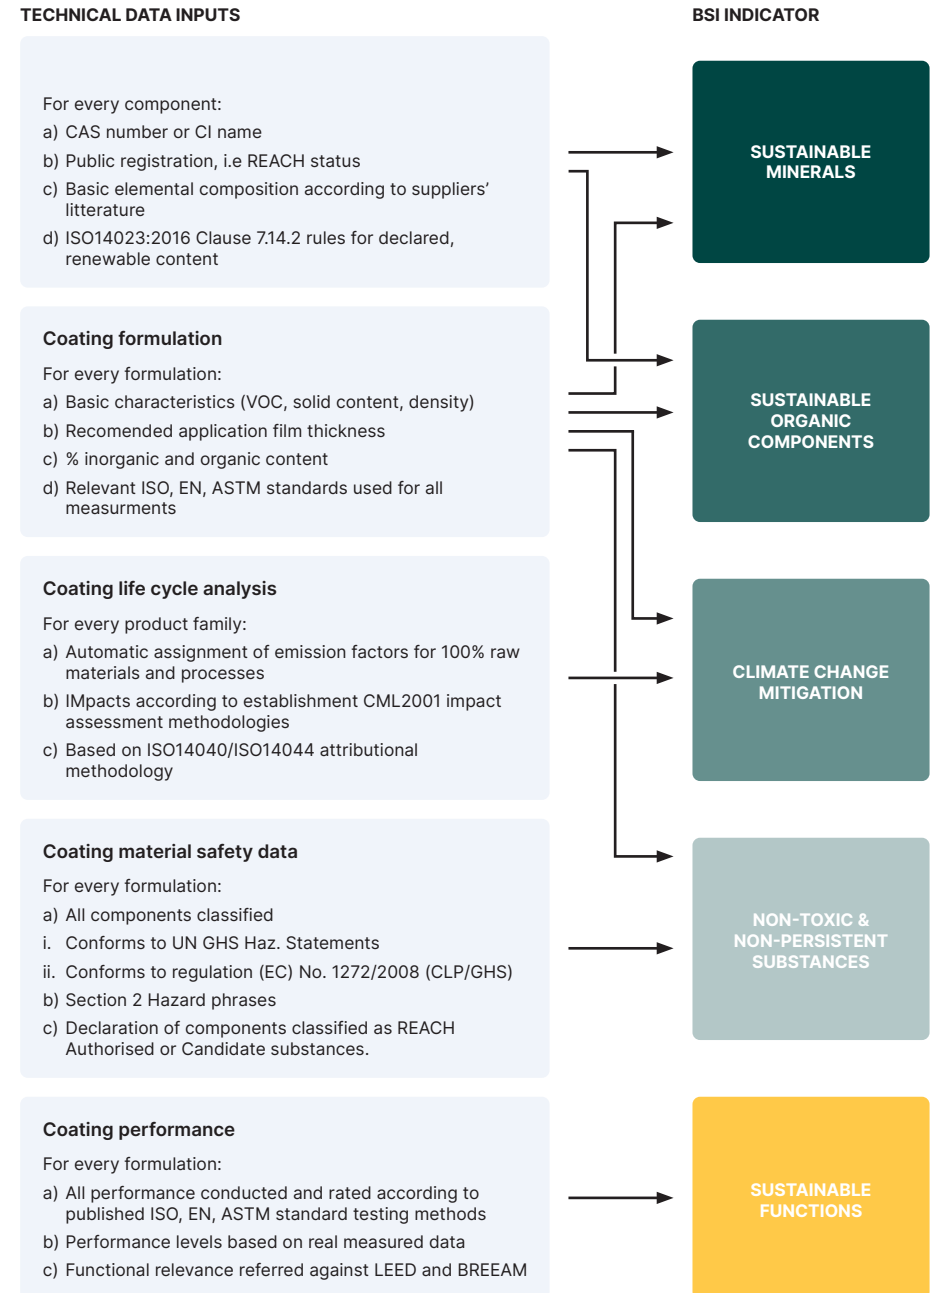 TECHNICAL DATA INPUTS
For every component:
a) CAS number or CI name
b) Public registration, i.e REACH status
c) Basic elemental composition according to suppliers’
litterature
d) ISO14023:2016 Clause 7.14.2 rules for declared,
renewable content
Coating formulation
For every formulation:
a) Basic characteristics (VOC, solid content, density)
b) Recomended application film thickness
c) % inorganic and organic content
d) Relevant ISO, EN, ASTM standards used for all
measurments
Coating life cycle analysis
For every product family:
a) Automatic assignment of emission factors for 100% raw
materials and processes
b) IMpacts according to establishment CML2001 impact
assessment methodologies
c) Based on ISO14040/ISO14044 attributional
methodology
Coating material safety data
For every formulation:
a) All components classified
i. Conforms to UN GHS Haz. Statements
ii. Conforms to regulation (EC) No. 1272/2008 (CLP/GHS)
b) Section 2 Hazard phrases
c) Declaration of components classified as REACH
Authorised or Candidate substances.
Coating performance
For every formulation:
a) All performance conducted and rated according to
published ISO, EN, ASTM standard testing methods
b) Performance levels based on real measured data
c) Functional relevance referred against LEED and BREEAM
BSI INDICATOR
SUSTAINABLE
MINERALS
SUSTAINABLE
ORGANIC
COMPONENTS
CLIMATE CHANGE
MITIGATION
NON-TOXIC &
NON-PERSISTENT
SUBSTANCES
SUSTAINABLE
FUNCTIONS